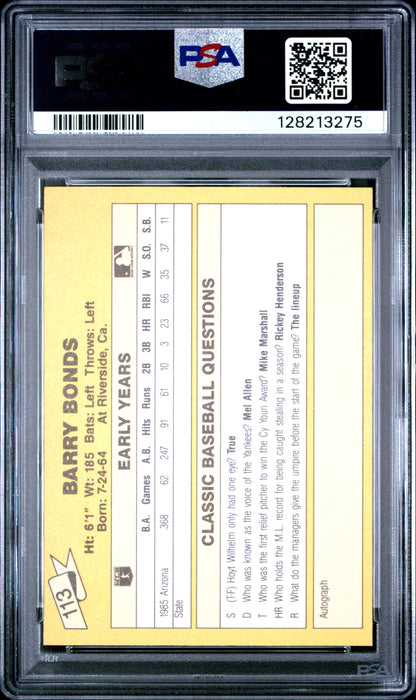 PSA
128213275
113
BARRY BONDS
Ht: 6'1" Wt: 185 Bats: Left Throws: Left
Born: 7-24-64 At Riverside, Ca.
EARLY YEARS
B.A. Games A.B. Hits Runs 2B 3B HR RBI W S.O. S.B.
1985 Arizona .368 62 247 91 61 10 3 23 66 35 37 11
State
CLASSIC BASEBALL QUESTIONS
S (T-F) Hoyt Wilhelm only had one eye? True
D Who was known as the voice of the Yankees? Mel Allen
T Who was the first relief pitcher to win the Cy Youn Award? Mike Marshall
HR Who holds the M.L. record for being caught stealing in a season? Rickey Henderson
R What do the managers give the umpire before the start of the game? The lineup
Autograph
PSA